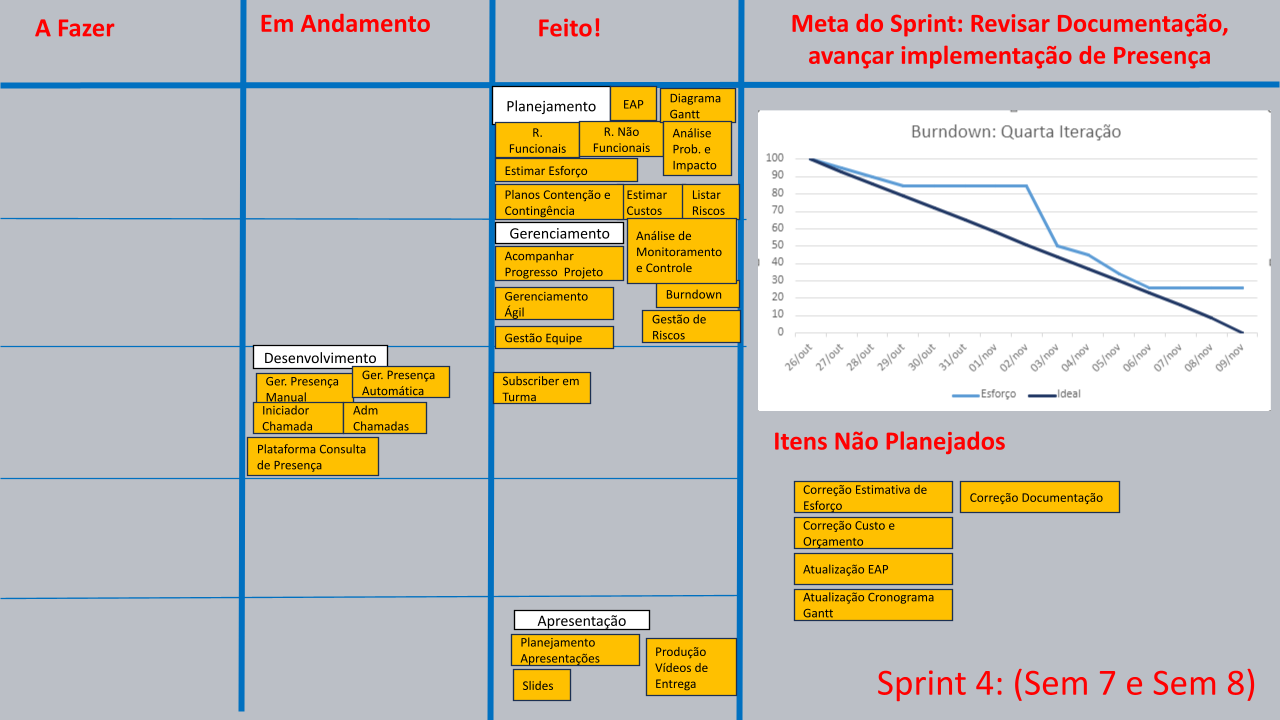 A Fazer
Em Andamento
Feito!
Meta do Sprint: Revisar Documentação,
avançar implementação de Presença
Planejamento
EAP
Diagrama
Gantt
R.
Funcionais
R. Não
Funcionais
Análise
Prob. e
Impacto
Estimar Esforço
Planos Contenção e
Contingência
Estimar
Custos
Listar
Riscos
Gerenciamento
Análise de
Monitoramento
e Controle
Acompanhar
Progresso Projeto
Gerenciamento
Ágil
Burndown
Gestão de
Riscos
Gestão Equipe
Desenvolvimento
Ger. Presença
Manual
Ger. Presença
Automática
Iniciador
Chamada
Adm
Chamadas
Plataforma Consulta
de Presença
Subscriber em
Turma
Apresentação
Planejamento
Apresentações
Produção
Vídeos de
Entrega
Slides
Burndown: Quarta Iteração
100
90
80
70
60
50
40
30
20
10
0
26/out
27/out
28/out
29/out
30/out
31/out
01/nov
02/nov
03/nov
04/nov
05/nov
06/nov
07/nov
08/nov
09/nov
Esforço
Ideal
Itens Não Planejados
Correção Estimativa de
Esforço
Correção Documentação
Correção Custo e
Orçamento
Atualização EAP
Atualização Cronograma
Gantt
Sprint 4: (Sem 7 e Sem 8)